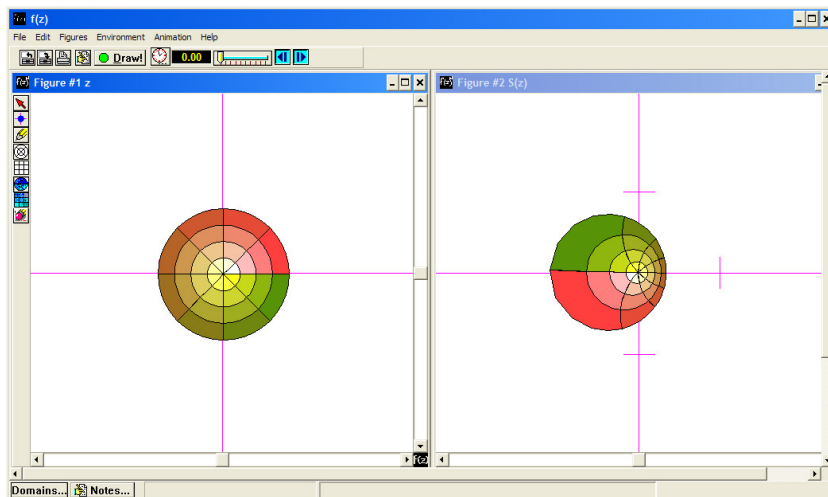 f(z) f(z)
File Edit Figures Environment Animation Help
Draw! 0.00
f(z) Figure #1 z
f(z) Figure #2 S(z)
f(z)
Domains... Notes...